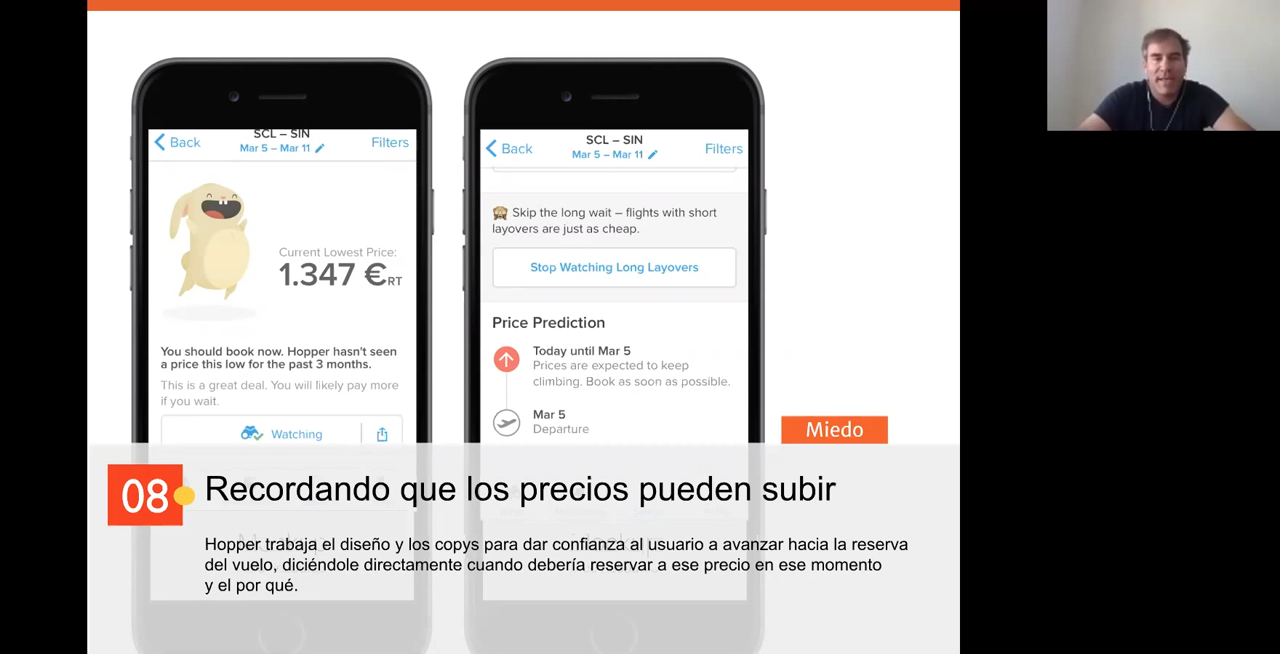 Back
SCL – SIN
Mar 5 – Mar 11
Filters
Current Lowest Price:
1.347 €RT
You should book now. Hopper hasn't seen
a price this low for the past 3 months.
This is a great deal. You will likely pay more
if you wait.
Watching
Back
SCL – SIN
Mar 5 – Mar 11
Filters
Skip the long wait – flights with short
layovers are just as cheap.
Stop Watching Long Layovers
Price Prediction
Today until Mar 5
Prices are expected to keep
climbing. Book as soon as possible.
Mar 5
Departure
Miedo
08
Recordando que los precios pueden subir
Hopper trabaja el diseño y los copys para dar confianza al usuario a avanzar hacia la reserva
del vuelo, diciéndole directamente cuando debería reservar a ese precio en ese momento
y el por qué.